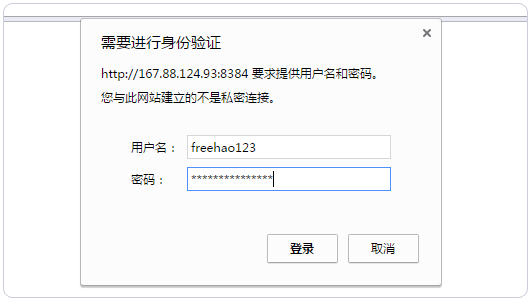 需要进行身份验证
http://167.88.124.93:8384 要求提供用户名和密码。
您与此网站建立的不是私密连接。
用户名： freehao123
密码： ***************
登录 取消